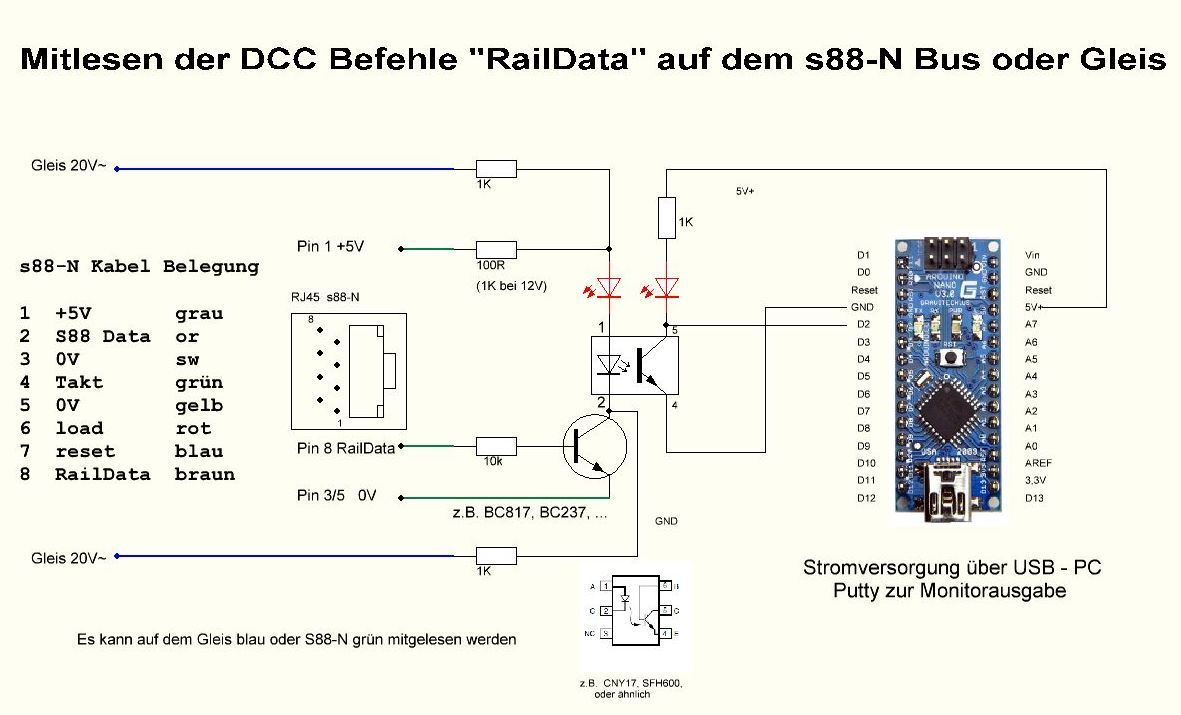 Mitlesen der DCC Befehle "RailData" auf dem s88-N Bus oder Gleis
Gleis 20V~
1K
5V+
1K
Pin 1 +5V
100R
(1K bei 12V)
s88-N Kabel Belegung
1 +5V grau
2 S88 Data or
3 0V sw
4 Takt grün
5 0V gelb
6 load rot
7 reset blau
8 RailData braun
RJ45 s88-N
8
1
1
5
2
4
Pin 8 RailData
10k
Pin 3/5 0V
z.B. BC817, BC237, ...
GND
Gleis 20V~
1K
D1
D0
Reset
GND
D2
D3
D4
D5
D6
D7
D8
D9
D10
D11
D12
ARDUINO
NANO
V3.0
GRAVITECH.US
RST
USA 2009
Vin
GND
Reset
5V+
A7
A6
A5
A4
A3
A2
A1
A0
AREF
3,3V
D13
Stromversorgung über USB - PC
Putty zur Monitorausgabe
A 1
C 2
NC 3
6 B
5 C
4 E
Es kann auf dem Gleis blau oder S88-N grün mitgelesen werden
z.B. CNY17, SFH600,
oder ähnlich